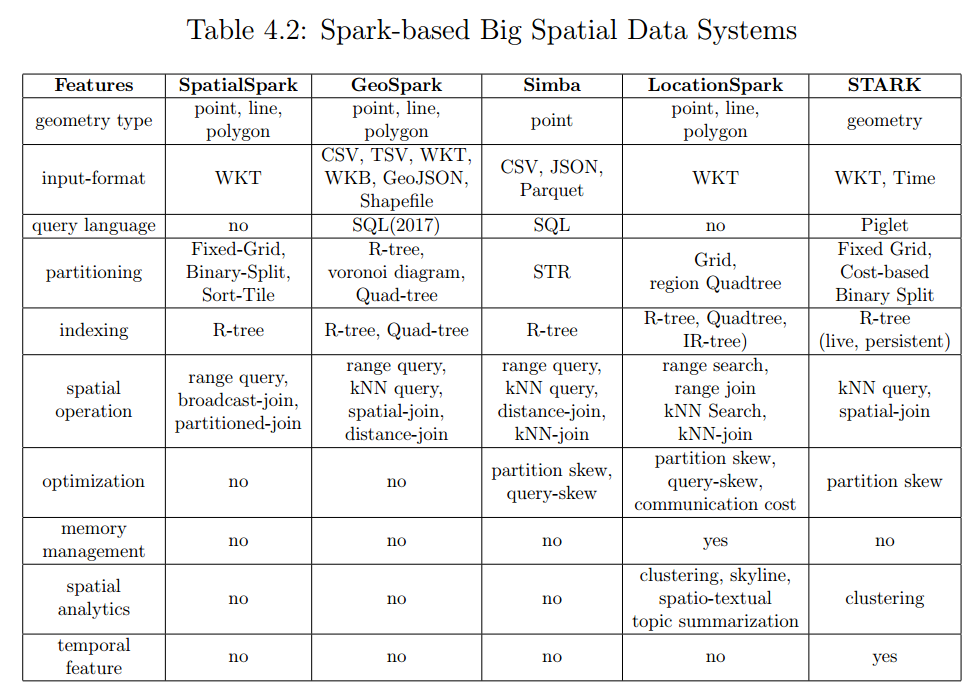 Table 4.2: Spark-based Big Spatial Data Systems
Features SpatialSpark GeoSpark Simba LocationSpark STARK
geometry type point, line, polygon point, line, polygon point point, line, polygon geometry
input-format WKT CSV, TSV, WKT, WKB, GeoJSON, Shapefile CSV, JSON, Parquet WKT WKT, Time
query language no SQL(2017) SQL no Piglet
partitioning Fixed-Grid, Binary-Split, Sort-Tile R-tree, voronoi diagram, Quad-tree STR Grid, region Quadtree Fixed Grid, Cost-based Binary Split
indexing R-tree R-tree, Quad-tree R-tree R-tree, Quadtree, IR-tree) R-tree (live, persistent)
spatial operation range query, broadcast-join, partitioned-join range query, kNN query, spatial-join, distance-join range query, kNN query, distance-join, kNN-join range search, range join kNN Search, kNN-join kNN query, spatial-join
optimization no no partition skew, query-skew partition skew, query-skew, communication cost partition skew
memory management no no no yes no
spatial analytics no no no clustering, skyline, spatio-textual topic summarization clustering
temporal feature no no no no yes